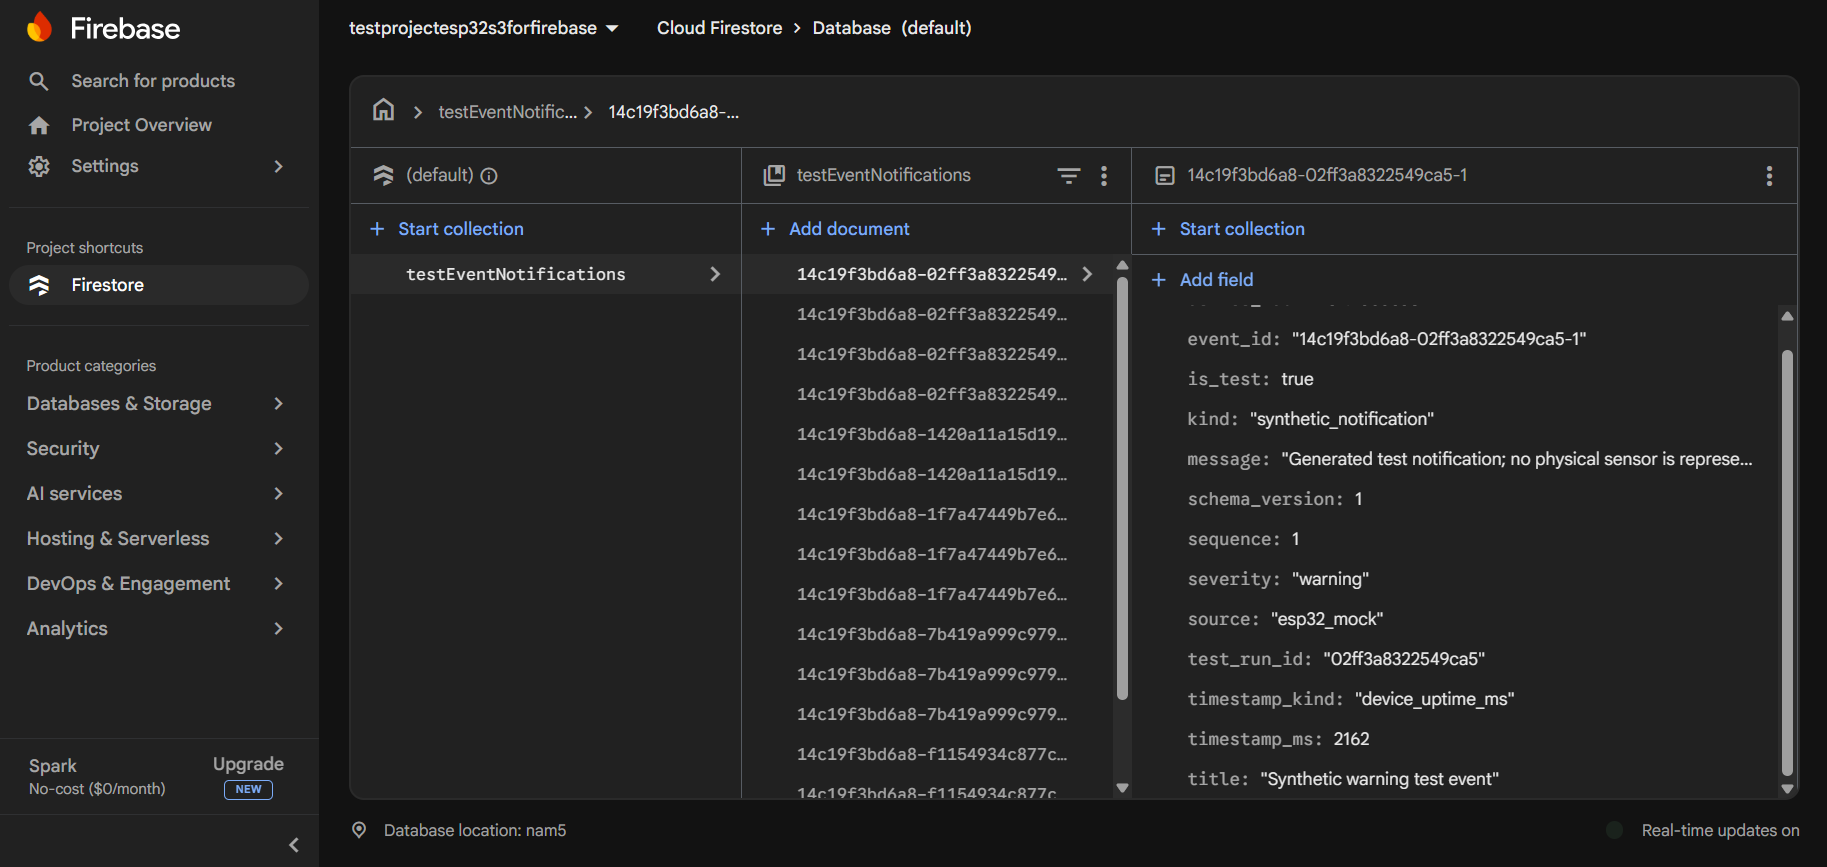 Firebase
Search for products
Project Overview
Settings
Project shortcuts
Firestore
Product categories
Databases & Storage
Security
AI services
Hosting & Serverless
DevOps & Engagement
Analytics
Spark
No-cost ($0/month)
Upgrade
NEW
testprojectesp32s3forfirebase
Cloud Firestore > Database (default)
testEventNotific... > 14c19f3bd6a8-...
(default)
Start collection
testEventNotifications
testEventNotifications
Add document
14c19f3bd6a8-02ff3a8322549…
14c19f3bd6a8-02ff3a8322549…
14c19f3bd6a8-02ff3a8322549…
14c19f3bd6a8-02ff3a8322549…
14c19f3bd6a8-1420a11a15d19…
14c19f3bd6a8-1420a11a15d19…
14c19f3bd6a8-1f7a47449b7e6…
14c19f3bd6a8-1f7a47449b7e6…
14c19f3bd6a8-1f7a47449b7e6…
14c19f3bd6a8-7b419a999c979…
14c19f3bd6a8-7b419a999c979…
14c19f3bd6a8-7b419a999c979…
14c19f3bd6a8-f1154934c877c…
14c19f3bd6a8-f1154934c877c
14c19f3bd6a8-02ff3a8322549ca5-1
Start collection
Add field
event_id: "14c19f3bd6a8-02ff3a8322549ca5-1"
is_test: true
kind: "synthetic_notification"
message: "Generated test notification; no physical sensor is represe...
schema_version: 1
sequence: 1
severity: "warning"
source: "esp32_mock"
test_run_id: "02ff3a8322549ca5"
timestamp_kind: "device_uptime_ms"
timestamp_ms: 2162
title: "Synthetic warning test event"
Database location: nam5
Real-time updates on